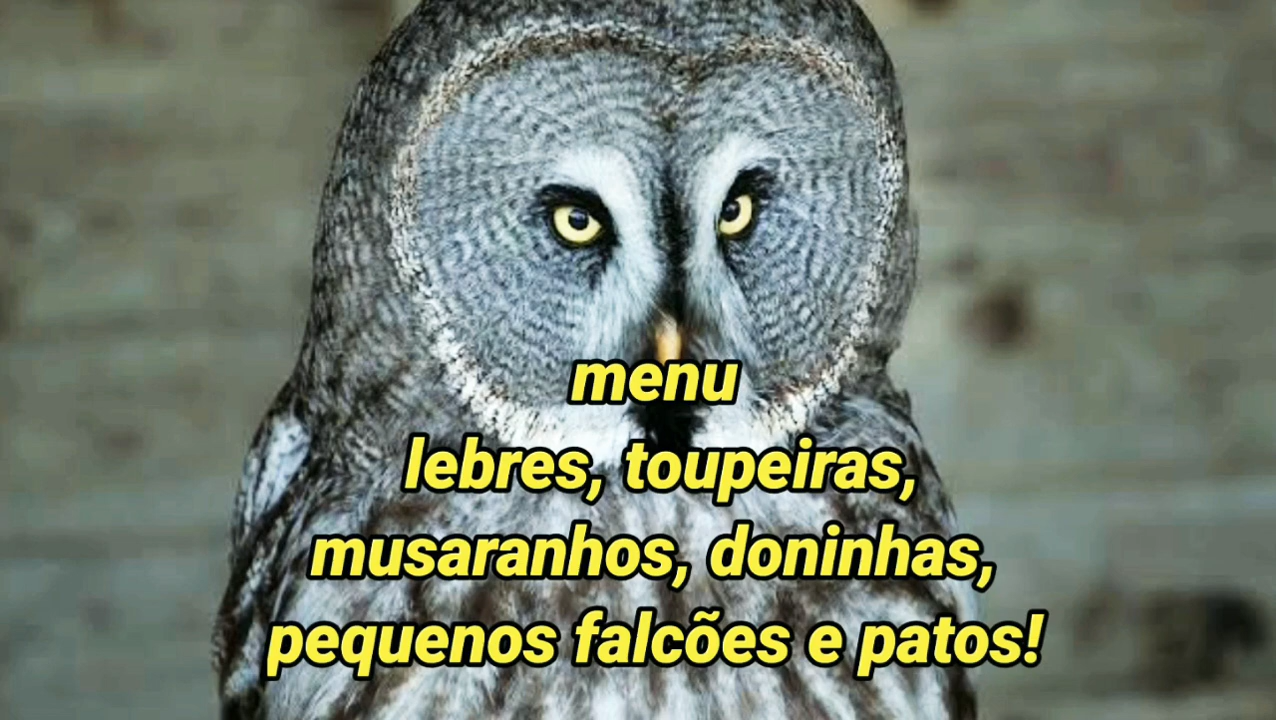 menu
lebres, toupeiras,
musaranhos, doninhas,
pequenos falcões e patos!